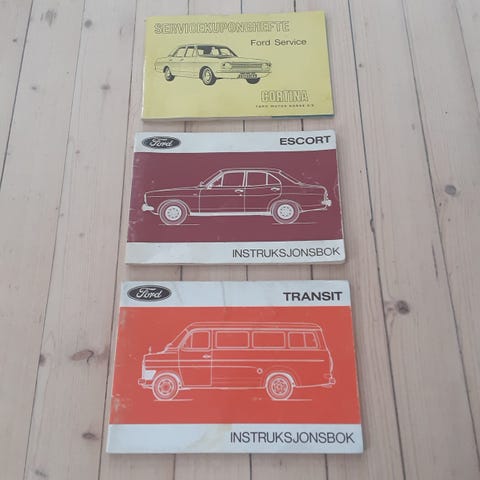 SERVICEKUPONGHEFTE
Ford Service
CORTINA
FORD MOTOR NORGE A/S
Ford
ESCORT
INSTRUKSJONSBOK
Ford
TRANSIT
INSTRUKSJONSBOK